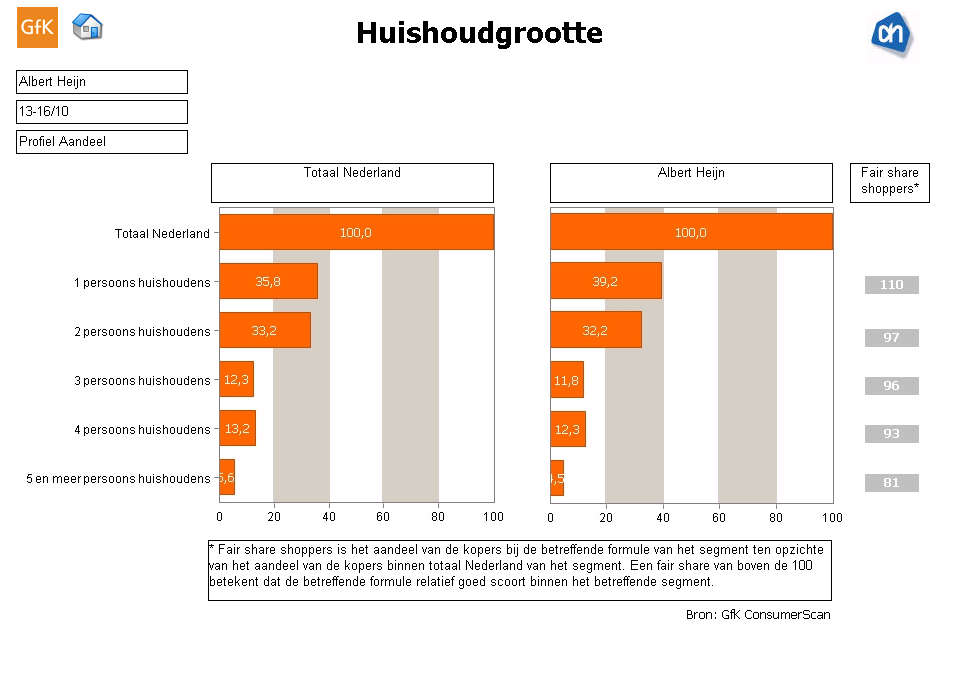 GfK
Huishoudgrootte
Albert Heijn
13-16/10
Profiel Aandeel
Totaal Nederland
Albert Heijn
Fair share
shoppers*
Totaal Nederland 100,0 100,0
1 persoons huishoudens 35,8 39,2 110
2 persoons huishoudens 33,2 32,2 97
3 persoons huishoudens 12,3 11,8 96
4 persoons huishoudens 13,2 12,3 93
5 en meer persoons huishoudens 81
0 20 40 60 80 100
0 20 40 60 80 100
* Fair share shoppers is het aandeel van de kopers bij de betreffende formule van het segment ten opzichte
van het aandeel van de kopers binnen totaal Nederland van het segment. Een fair share van boven de 100
betekent dat de betreffende formule relatief goed scoort binnen het betreffende segment.
Bron: GfK ConsumerScan